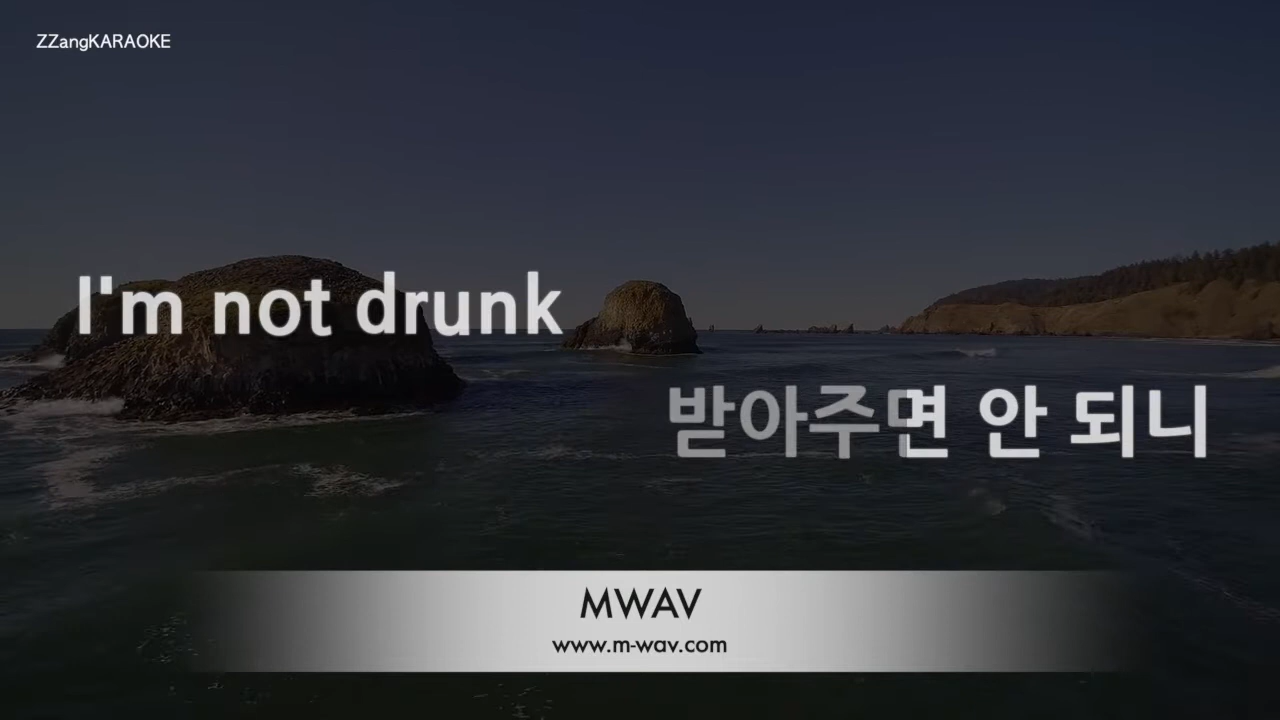 ZZangKARAOKE
I'm not drunk
받아주면 안 되니
MWAV
www.m-wav.com